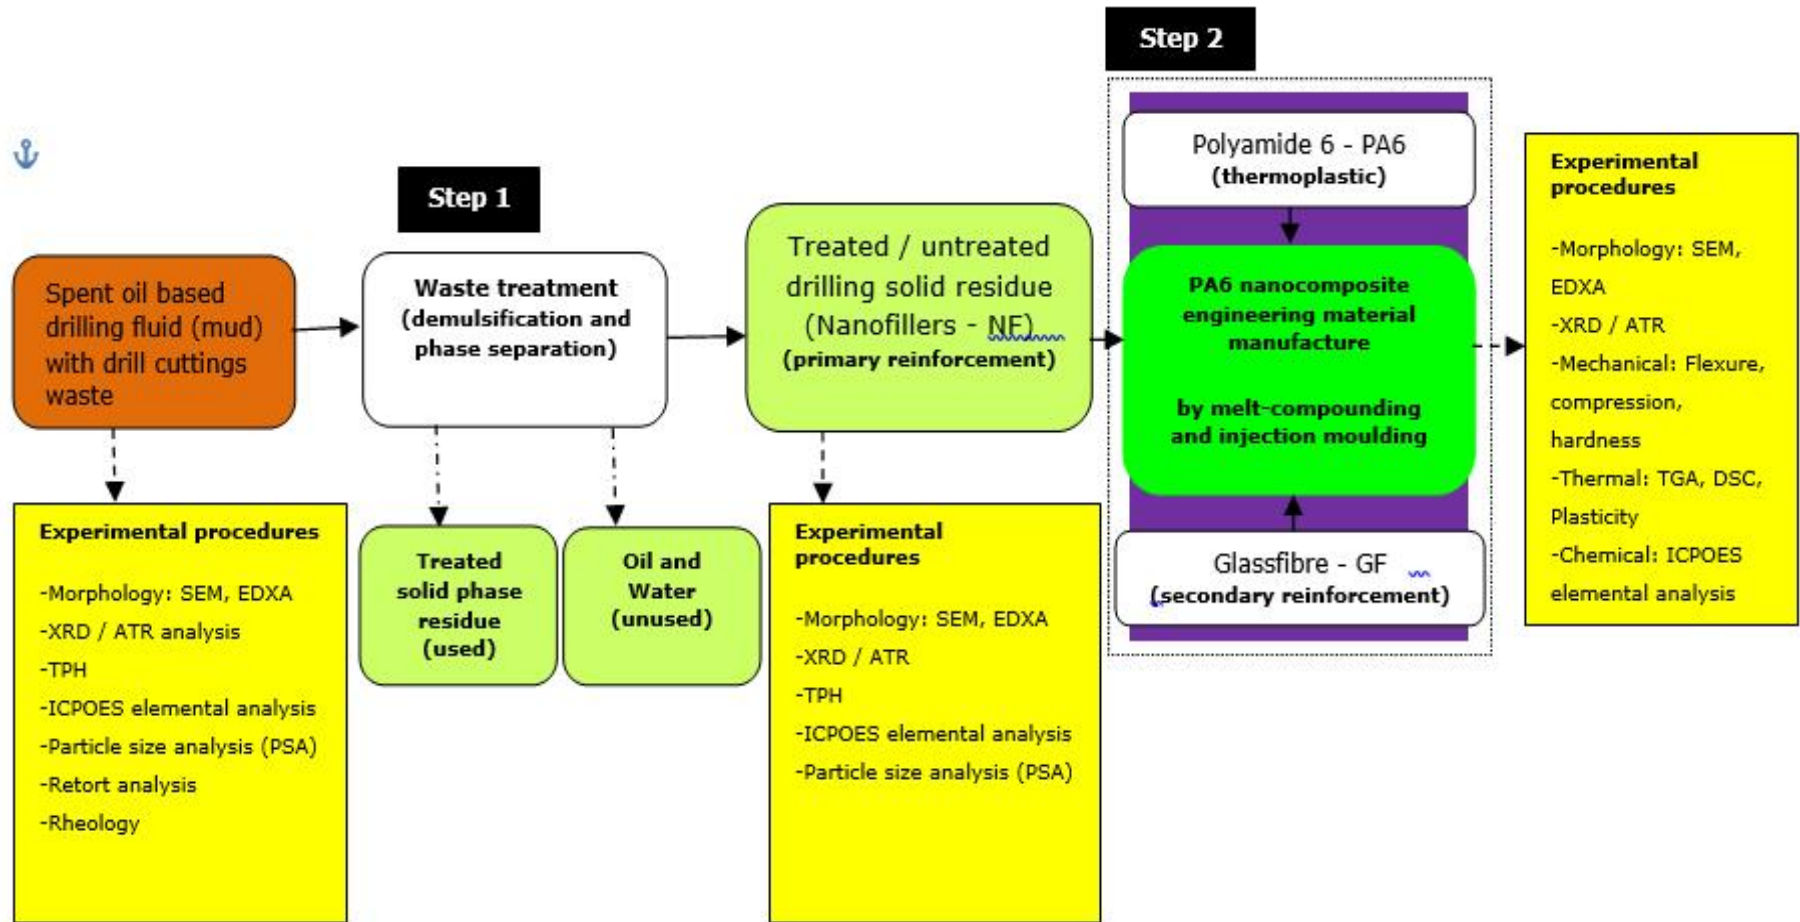 Step 2
Step 1
Spent oil based
drilling fluid (mud)
with drill cuttings
waste
Waste treatment
(demulsification and
phase separation)
Treated / untreated
drilling solid residue
(Nanofillers - NF)
(primary reinforcement)
Polyamide 6 - PA6
(thermoplastic)
PA6 nanocomposite
engineering material
manufacture
by melt-compounding
and injection moulding
Glassfibre - GF
(secondary reinforcement)
Experimental
procedures
-Morphology: SEM,
EDXA
-XRD / ATR
-Mechanical: Flexure,
compression,
hardness
-Thermal: TGA, DSC,
Plasticity
-Chemical: ICPOES
elemental analysis
Experimental procedures
-Morphology: SEM, EDXA
-XRD / ATR analysis
-TPH
-ICPOES elemental analysis
-Particle size analysis (PSA)
-Retort analysis
-Rheology
Treated
solid phase
residue
(used)
Oil and
Water
(unused)
Experimental
procedures
-Morphology: SEM, EDXA
-XRD / ATR
-TPH
-ICPOES elemental analysis
-Particle size analysis (PSA)